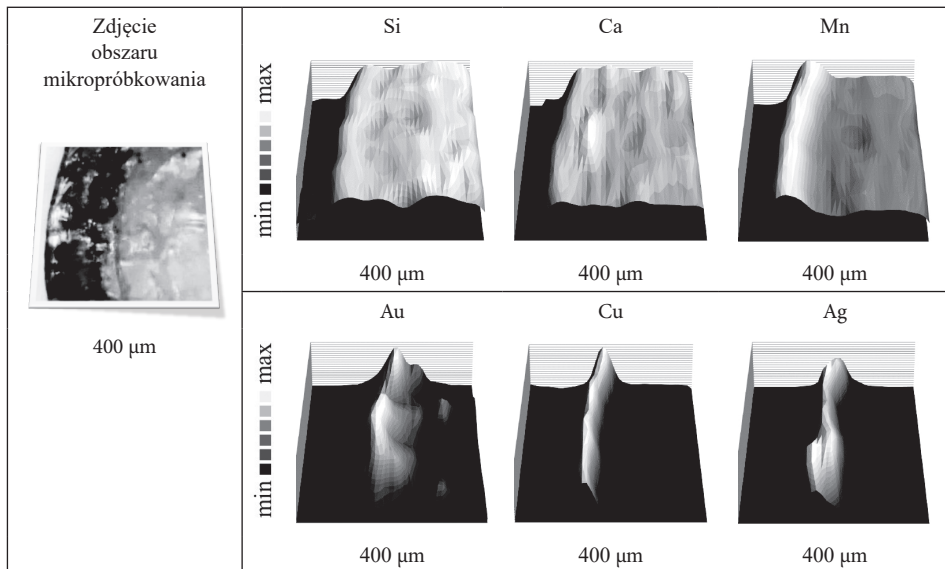 Zdjęcie
obszaru
mikropróbkowania
400 μm
Si
Ca
Mn
min
max
400 μm
400 μm
400 μm
Au
Cu
Ag
min
max
400 μm
400 μm
400 μm